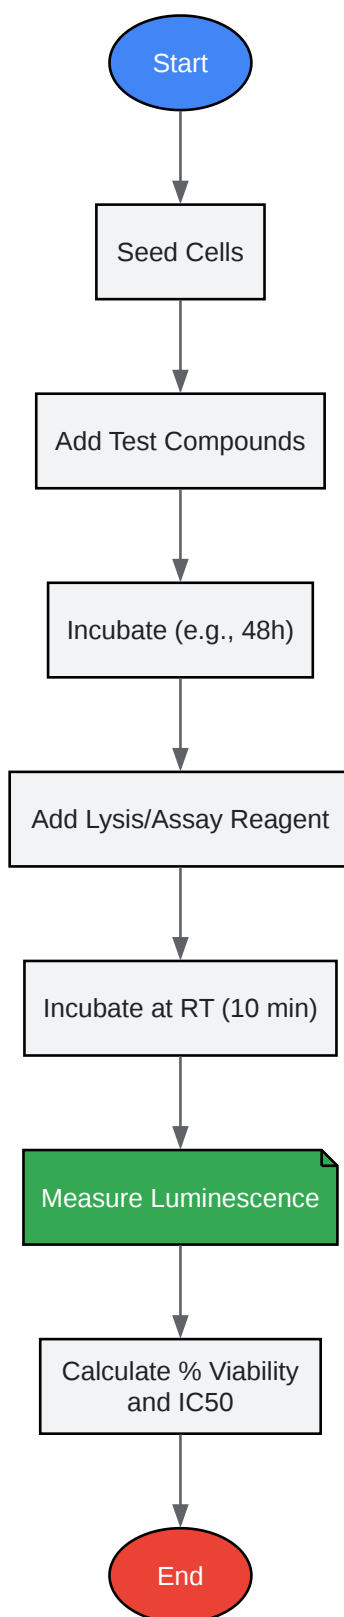 Start
Seed Cells
Add Test Compounds
Incubate (e.g., 48h)
Add Lysis/Assay Reagent
Incubate at RT (10 min)
Measure Luminescence
Calculate % Viability
and IC50
End